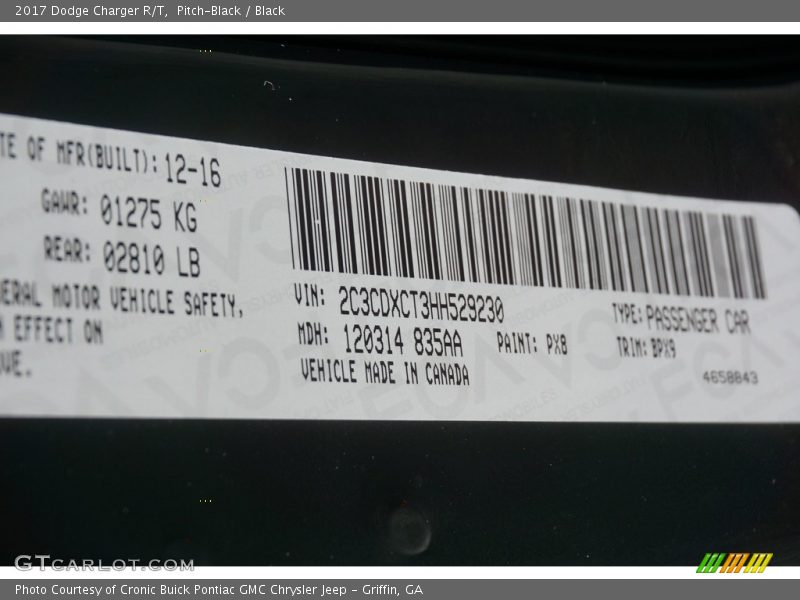 2017 Dodge Charger R/T, Pitch-Black / Black
TE OF MFR(BUILT): 12-16
GAWR: 01275 KG
REAR: 02810 LB
ERAL MOTOR VEHICLE SAFETY,
N EFFECT ON
OVE.
VIN: 2C3CDXCT3HH529230
TYPE: PASSENGER CAR
MDH: 120314 835AA
PAINT: PX8
TRIM: BPX9
VEHICLE MADE IN CANADA
4658843
GTCARLOT.COM
Photo Courtesy of Cronic Buick Pontiac GMC Chrysler Jeep - Griffin, GA